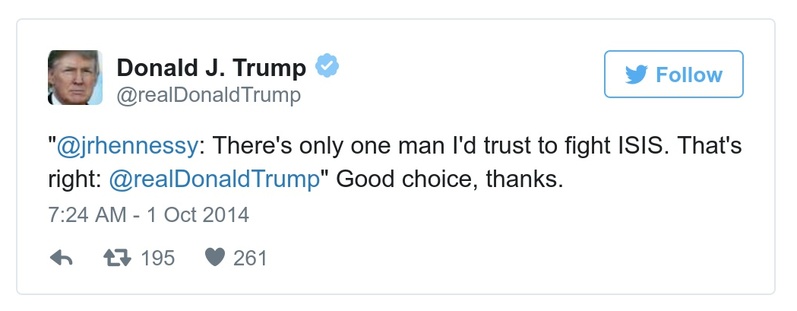 Donald J. Trump
@realDonaldTrump
Follow
"@jrhennessy: There's only one man I'd trust to fight ISIS. That's
right: @realDonaldTrump" Good choice, thanks.
7:24 AM - 1 Oct 2014
195 261